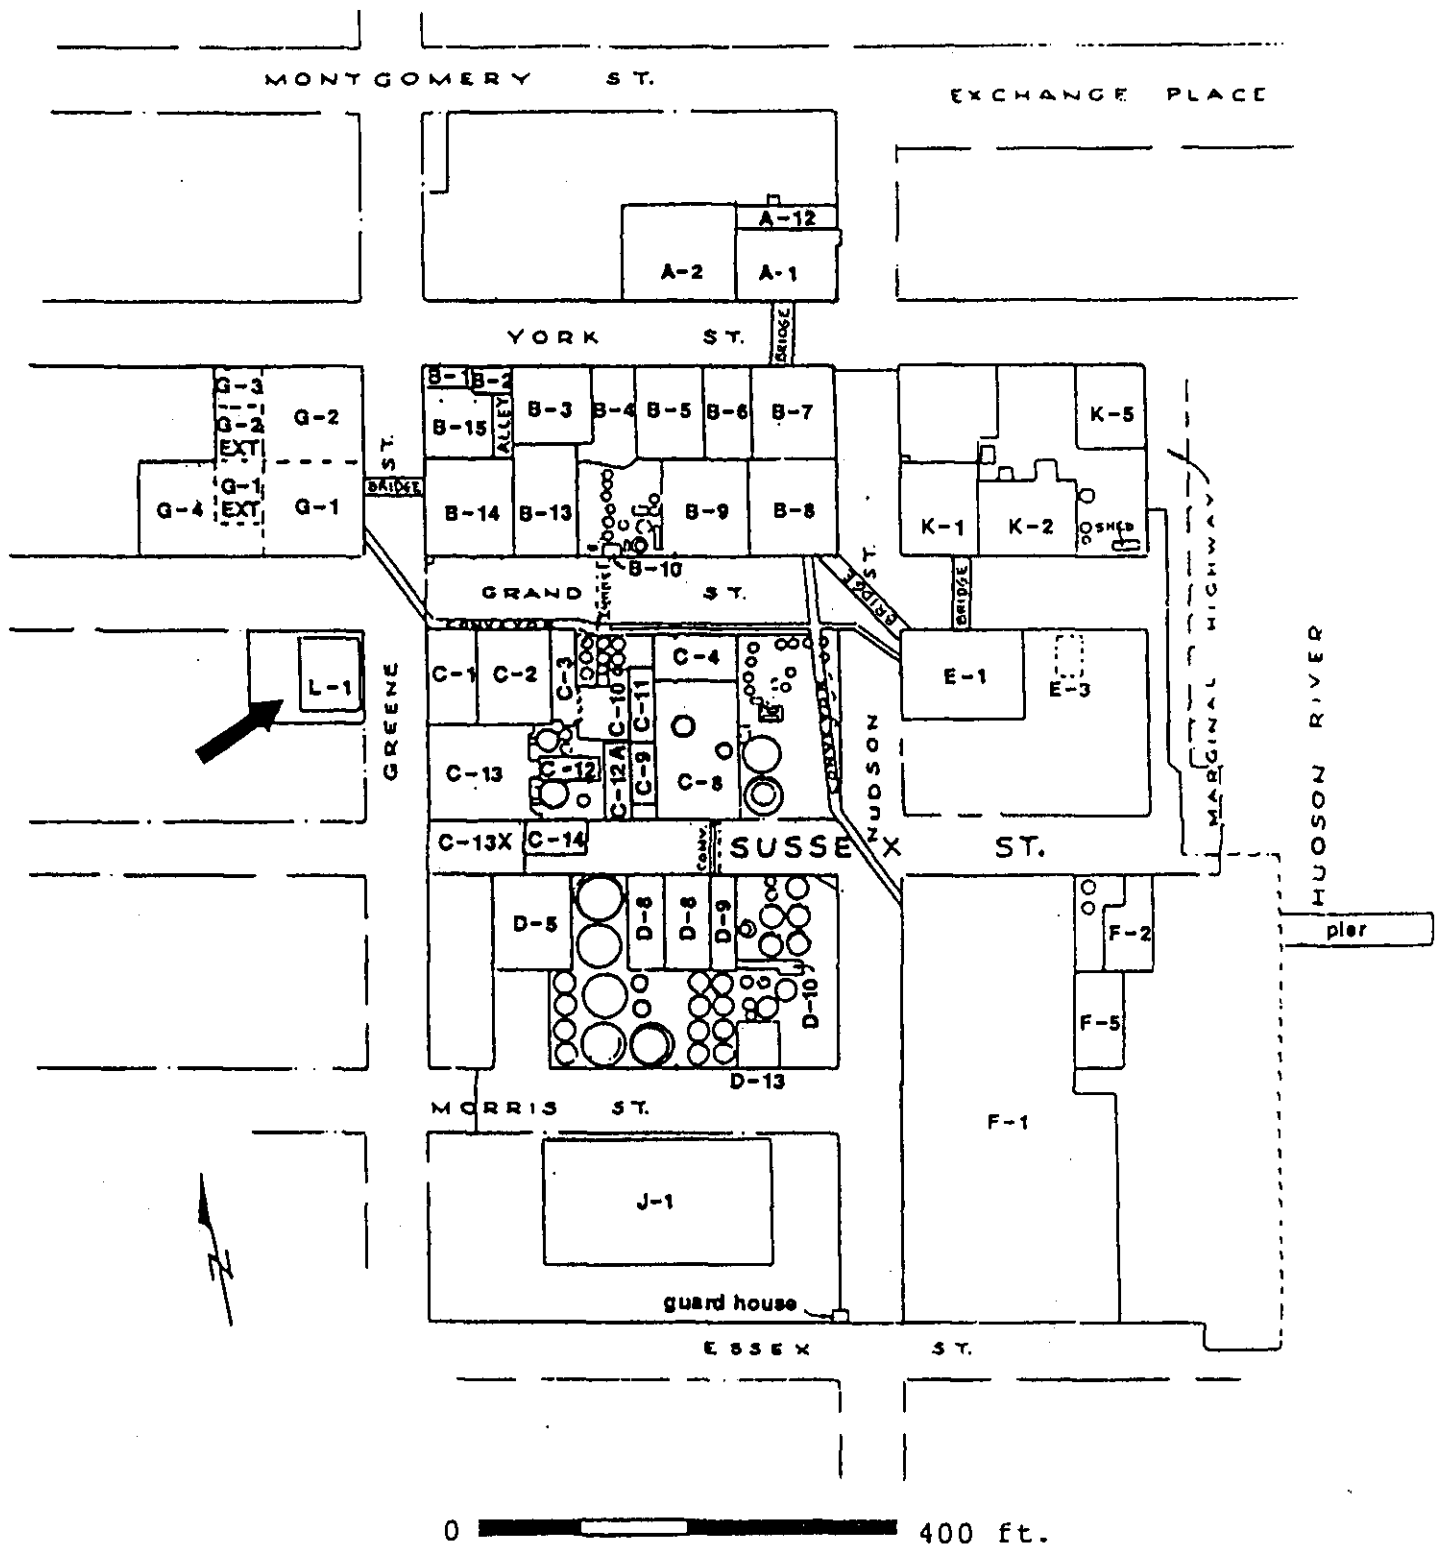 MONTGOMERY ST.
EXCHANGE PLACE
A-12
A-2
A-1
YORK ST.
BRIDGE
G-3
G-2
EXT
G-2
B-1
B-2
B-15
ALLEY
B-3
B-4
B-5
B-6
B-7
K-5
ST.
BRIDGE
G-4
G-1
EXT
G-1
B-14
B-13
B-9
B-8
K-1
K-2
SHED
B-10
GRAND ST.
TUNNEL
BRIDGE
ST.
BRIDGE
MARGINAL HIGHWAY
HUDSON RIVER
L-1
GREENE
C-1
C-2
C-3
C-4
C-10
C-11
E-1
E-3
C-13
C-12
C-12A
C-9
C-8
HUDSON
C-13X
C-14
CONV
SUSSEX ST.
D-5
D-8
D-8
D-9
D-10
F-2
pier
F-5
D-13
MORRIS ST.
F-1
J-1
N
guard house
ESSEX ST.
0 400 ft.